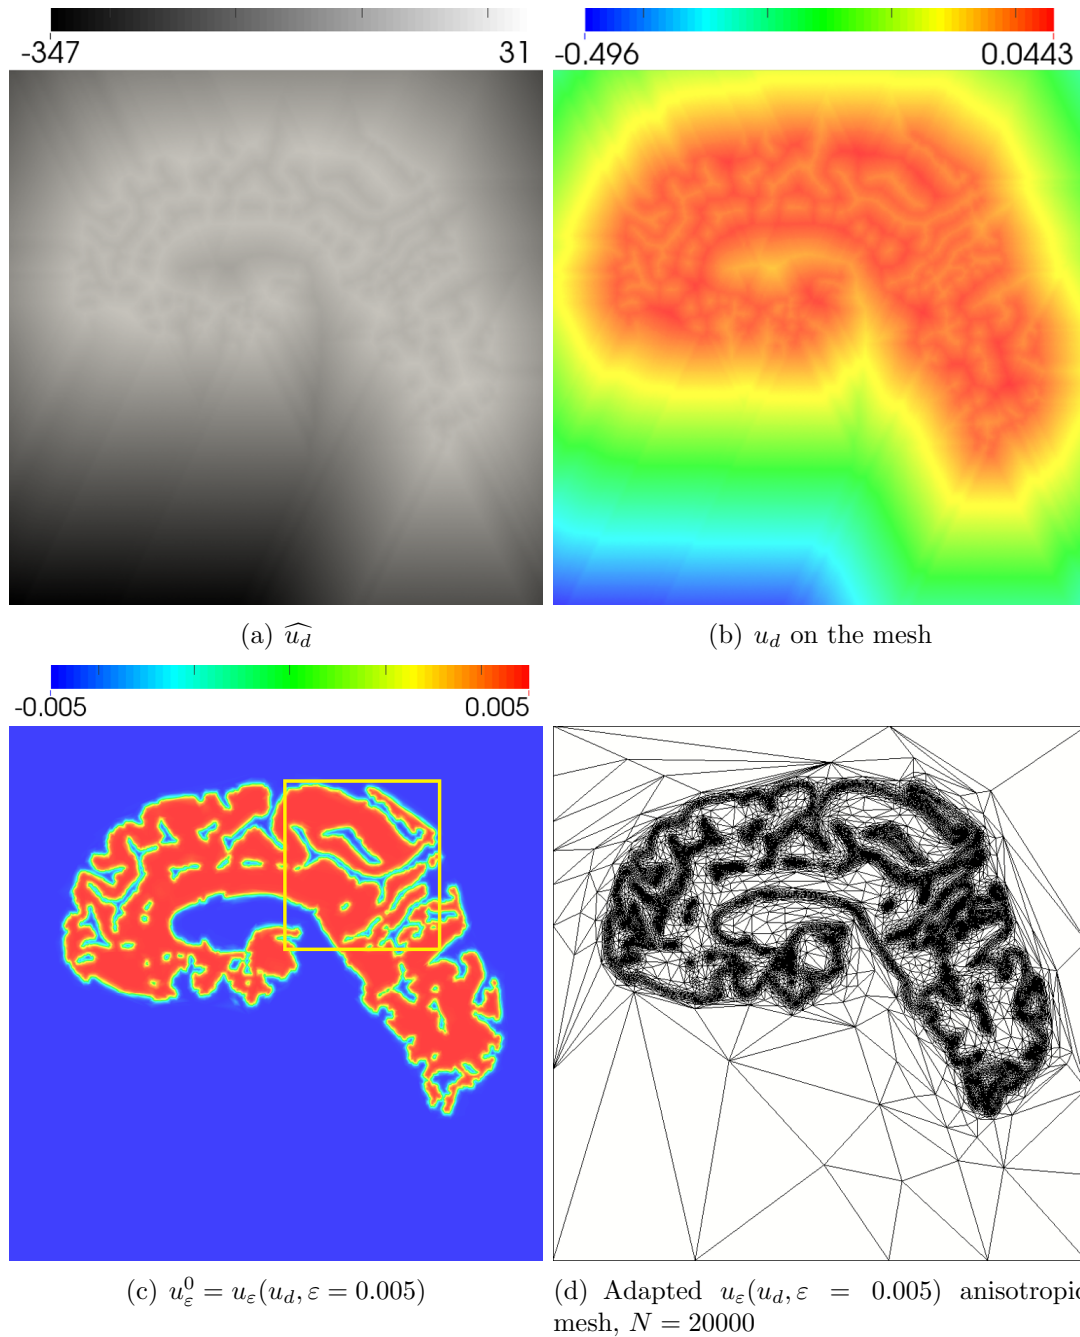 -347 31
-0.496 0.0443
(a) $\widehat{u_d}$
(b) $u_d$ on the mesh
-0.005 0.005
(c) $u_\varepsilon^0 = u_\varepsilon(u_d, \varepsilon = 0.005)$
(d) Adapted $u_\varepsilon(u_d, \varepsilon = 0.005)$ anisotropic
mesh, $N = 20000$